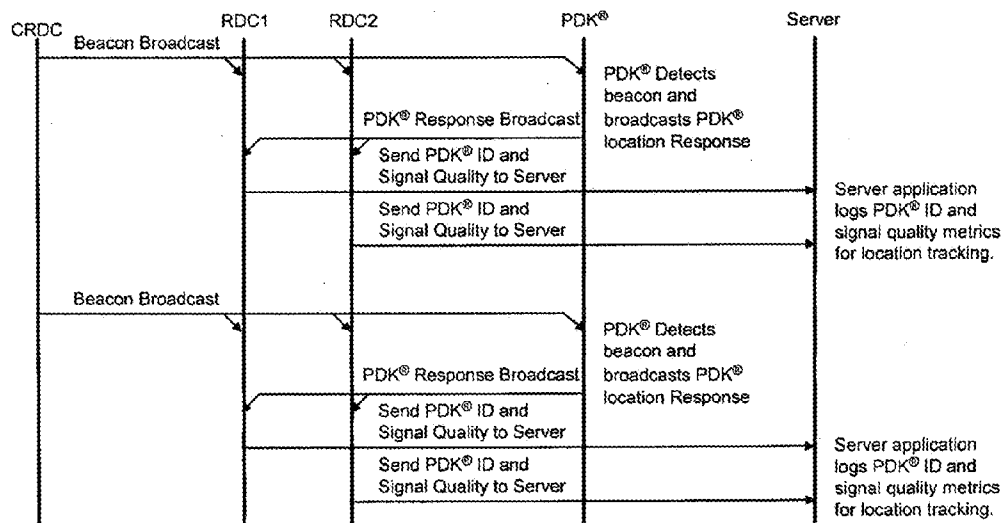 CRDC
RDC1
RDC2
PDK®
Server
Beacon Broadcast
PDK® Detects
beacon and
broadcasts PDK®
location Response
PDK® Response Broadcast
Send PDK® ID and
Signal Quality to Server
Send PDK® ID and
Signal Quality to Server
Server application
logs PDK® ID and
signal quality metrics
for location tracking.
Beacon Broadcast
PDK® Detects
beacon and
broadcasts PDK®
location Response
PDK® Response Broadcast
Send PDK® ID and
Signal Quality to Server
Send PDK® ID and
Signal Quality to Server
Server application
logs PDK® ID and
signal quality metrics
for location tracking.